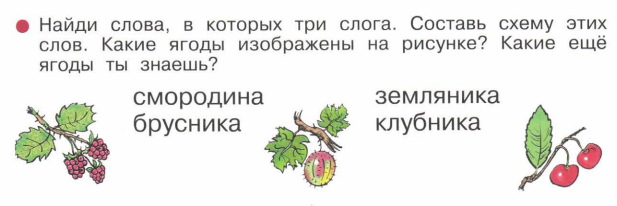 Найди слова, в которых три слога. Составь схему этих
слов. Какие ягоды изображены на рисунке? Какие ещё
ягоды ты знаешь?
смородина
брусника
земляника
клубника